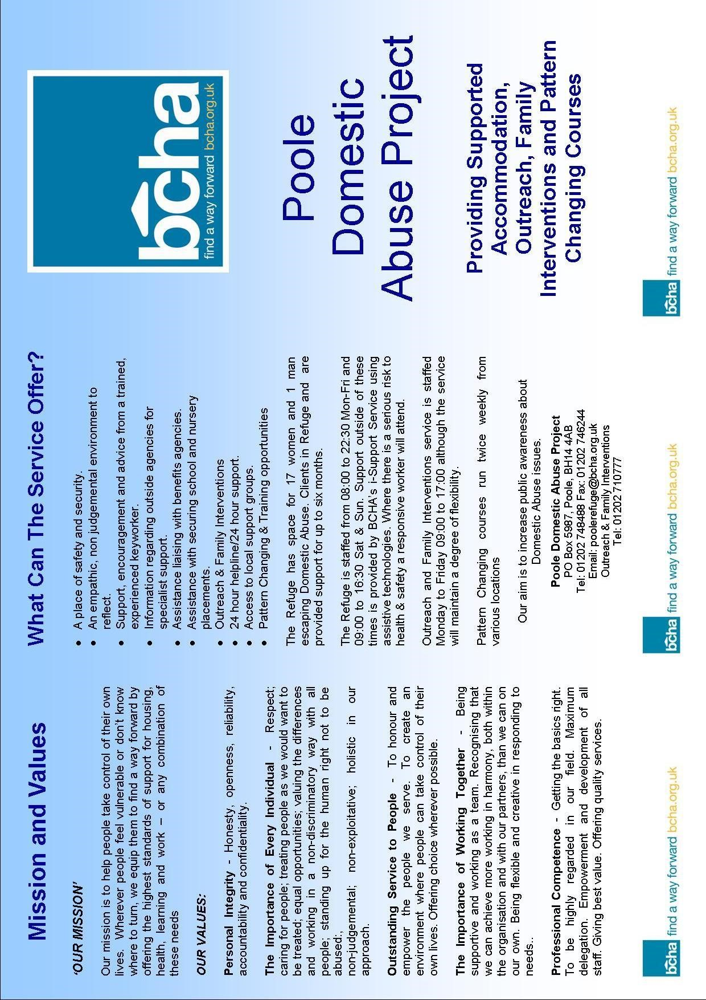 Mission and Values
‘OUR MISSION’
Our mission is to help people take control of their own
lives. Wherever people feel vulnerable or don’t know
where to turn, we equip them to find a way forward by
offering the highest standards of support for housing,
health, learning and work – or any combination of
these needs
OUR VALUES:
Personal Integrity - Honesty, openness, reliability,
accountability and confidentiality.
The Importance of Every Individual - Respect;
caring for people; treating people as we would want to
be treated; equal opportunities; valuing the differences
and working in a non-discriminatory way with all
people; standing up for the human right not to be
abused:,
non-judgemental; non-exploitative; holistic in our
approach.
Outstanding Service to People - To honour and
empower the people we serve. To create an
environment where people can take control of their
own lives. Offering choice wherever possible.
The Importance of Working Together - Being
supportive and working as a team. Recognising that
we can achieve more working in harmony, both within
the organisation and with our partners, than we can on
our own. Being flexible and creative in responding to
needs..
Professional Competence - Getting the basics right.
To be highly regarded in our field. Maximum
delegation. Empowerment and development of all
staff. Giving best value. Offering quality services.
bcha find a way forward bcha.org.uk
What Can The Service Offer?
• A place of safety and security.
• An empathic, non judgemental environment to
reflect.
• Support, encouragement and advice from a trained,
experienced keyworker.
• Information regarding outside agencies for
specialist support.
• Assistance liaising with benefits agencies.
• Assistance with securing school and nursery
placements.
• Outreach & Family Interventions
• 24 hour helpline/24 hour support.
• Access to local support groups.
• Pattern Changing & Training opportunities
The Refuge has space for 17 women and 1 man
escaping Domestic Abuse. Clients in Refuge and are
provided support for up to six months.
The Refuge is staffed from 08:00 to 22:30 Mon-Fri and
09:00 to 16:30 Sat & Sun. Support outside of these
times is provided by BCHA’s i-Support Service using
assistive technologies. Where there is a serious risk to
health & safety a responsive worker will attend.
Outreach and Family Interventions service is staffed
Monday to Friday 09:00 to 17:00 although the service
will maintain a degree of flexibility.
Pattern Changing courses run twice weekly from
various locations
Our aim is to increase public awareness about
Domestic Abuse issues.
Poole Domestic Abuse Project
PO Box 5987, Poole, BH14 4AB
Tel: 01202 748488 Fax: 01202 746244
Email: poolerefuge@bcha.org.uk
Outreach & Family Interventions
Tel: 01202 710777
bcha find a way forward bcha.org.uk
bcha
find a way forward bcha.org.uk
Poole
Domestic
Abuse Project
Providing Supported
Accommodation,
Outreach, Family
Interventions and Pattern
Changing Courses
bcha find a way forward bcha.org.uk